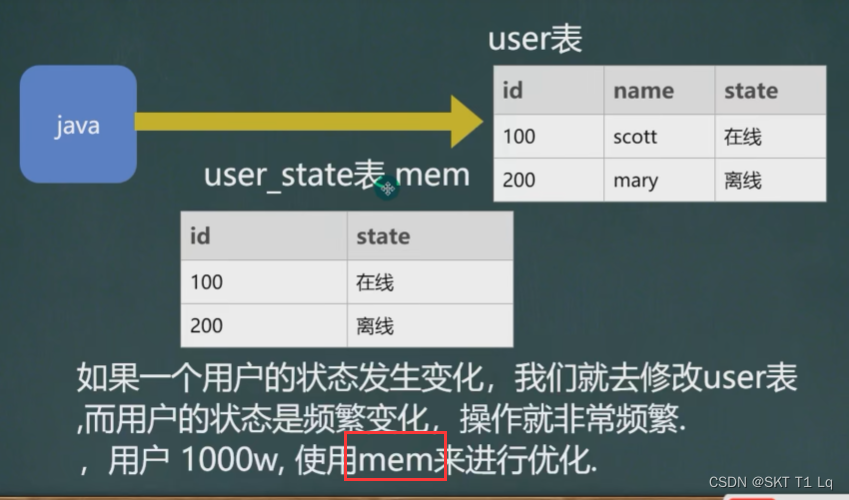 user表
java
id name state
100 scott 在线
200 mary 离线
user_state表 mem
id state
100 在线
200 离线
如果一个用户的状态发生变化，我们就去修改user表
,而用户的状态是频繁变化，操作就非常频繁.
，用户 1000w, 使用mem来进行优化.
CSDN @SKT T1 Lq